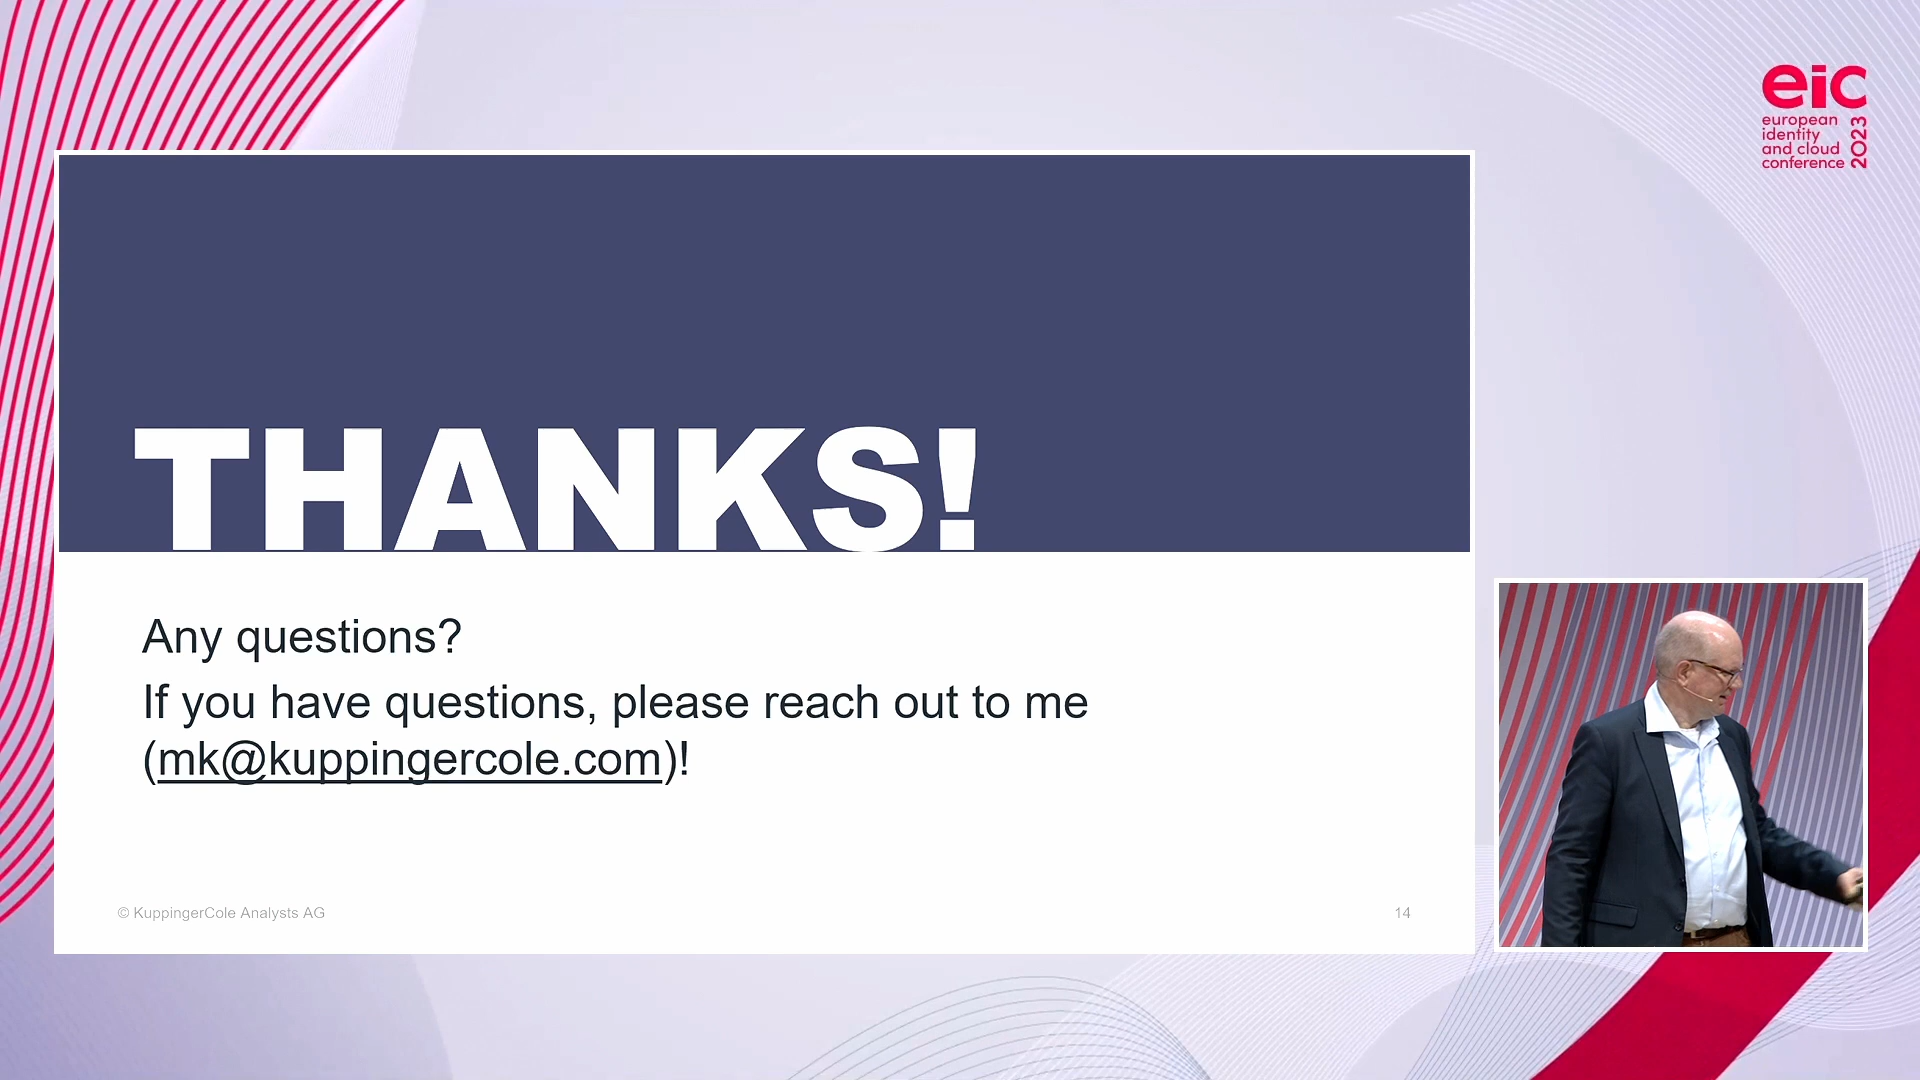 eic
european
identity
and cloud
conference
2023
THANKS!
Any questions?
If you have questions, please reach out to me
(mk@kuppingercole.com)!
© KuppingerCole Analysts AG
14